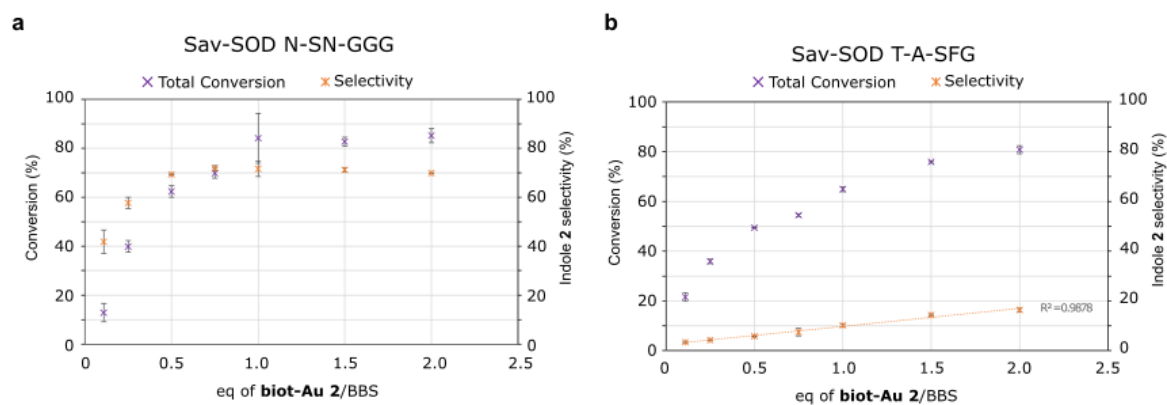 a
Sav-SOD N-SN-GGG
× Total Conversion × Selectivity
Conversion (%)
100
80
60
40
20
0
100
80
60
40
20
0
Indole 2 selectivity (%)
0 0.5 1.0 1.5 2.0 2.5
eq of biot-Au 2/BBS
b
Sav-SOD T-A-SFG
× Total Conversion × Selectivity
Conversion (%)
100
80
60
40
20
0
100
80
60
40
20
0
Indole 2 selectivity (%)
R² =0.9878
0 0.5 1.0 1.5 2.0 2.5
eq of biot-Au 2/BBS